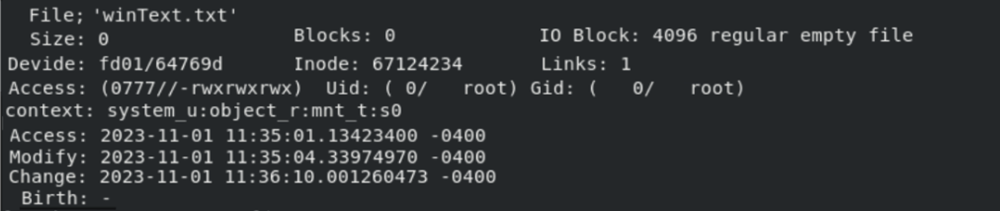 File; 'winText.txt'
Size: 0 Blocks: 0 IO Block: 4096 regular empty file
Devide: fd01/64769d Inode: 67124234 Links: 1
Access: (0777//-rwxrwxrwx) Uid: ( 0/ root) Gid: ( 0/ root)
context: system_u:object_r:mnt_t:s0
Access: 2023-11-01 11:35:01.13423400 -0400
Modify: 2023-11-01 11:35:04.33974970 -0400
Change: 2023-11-01 11:36:10.001260473 -0400
Birth: -